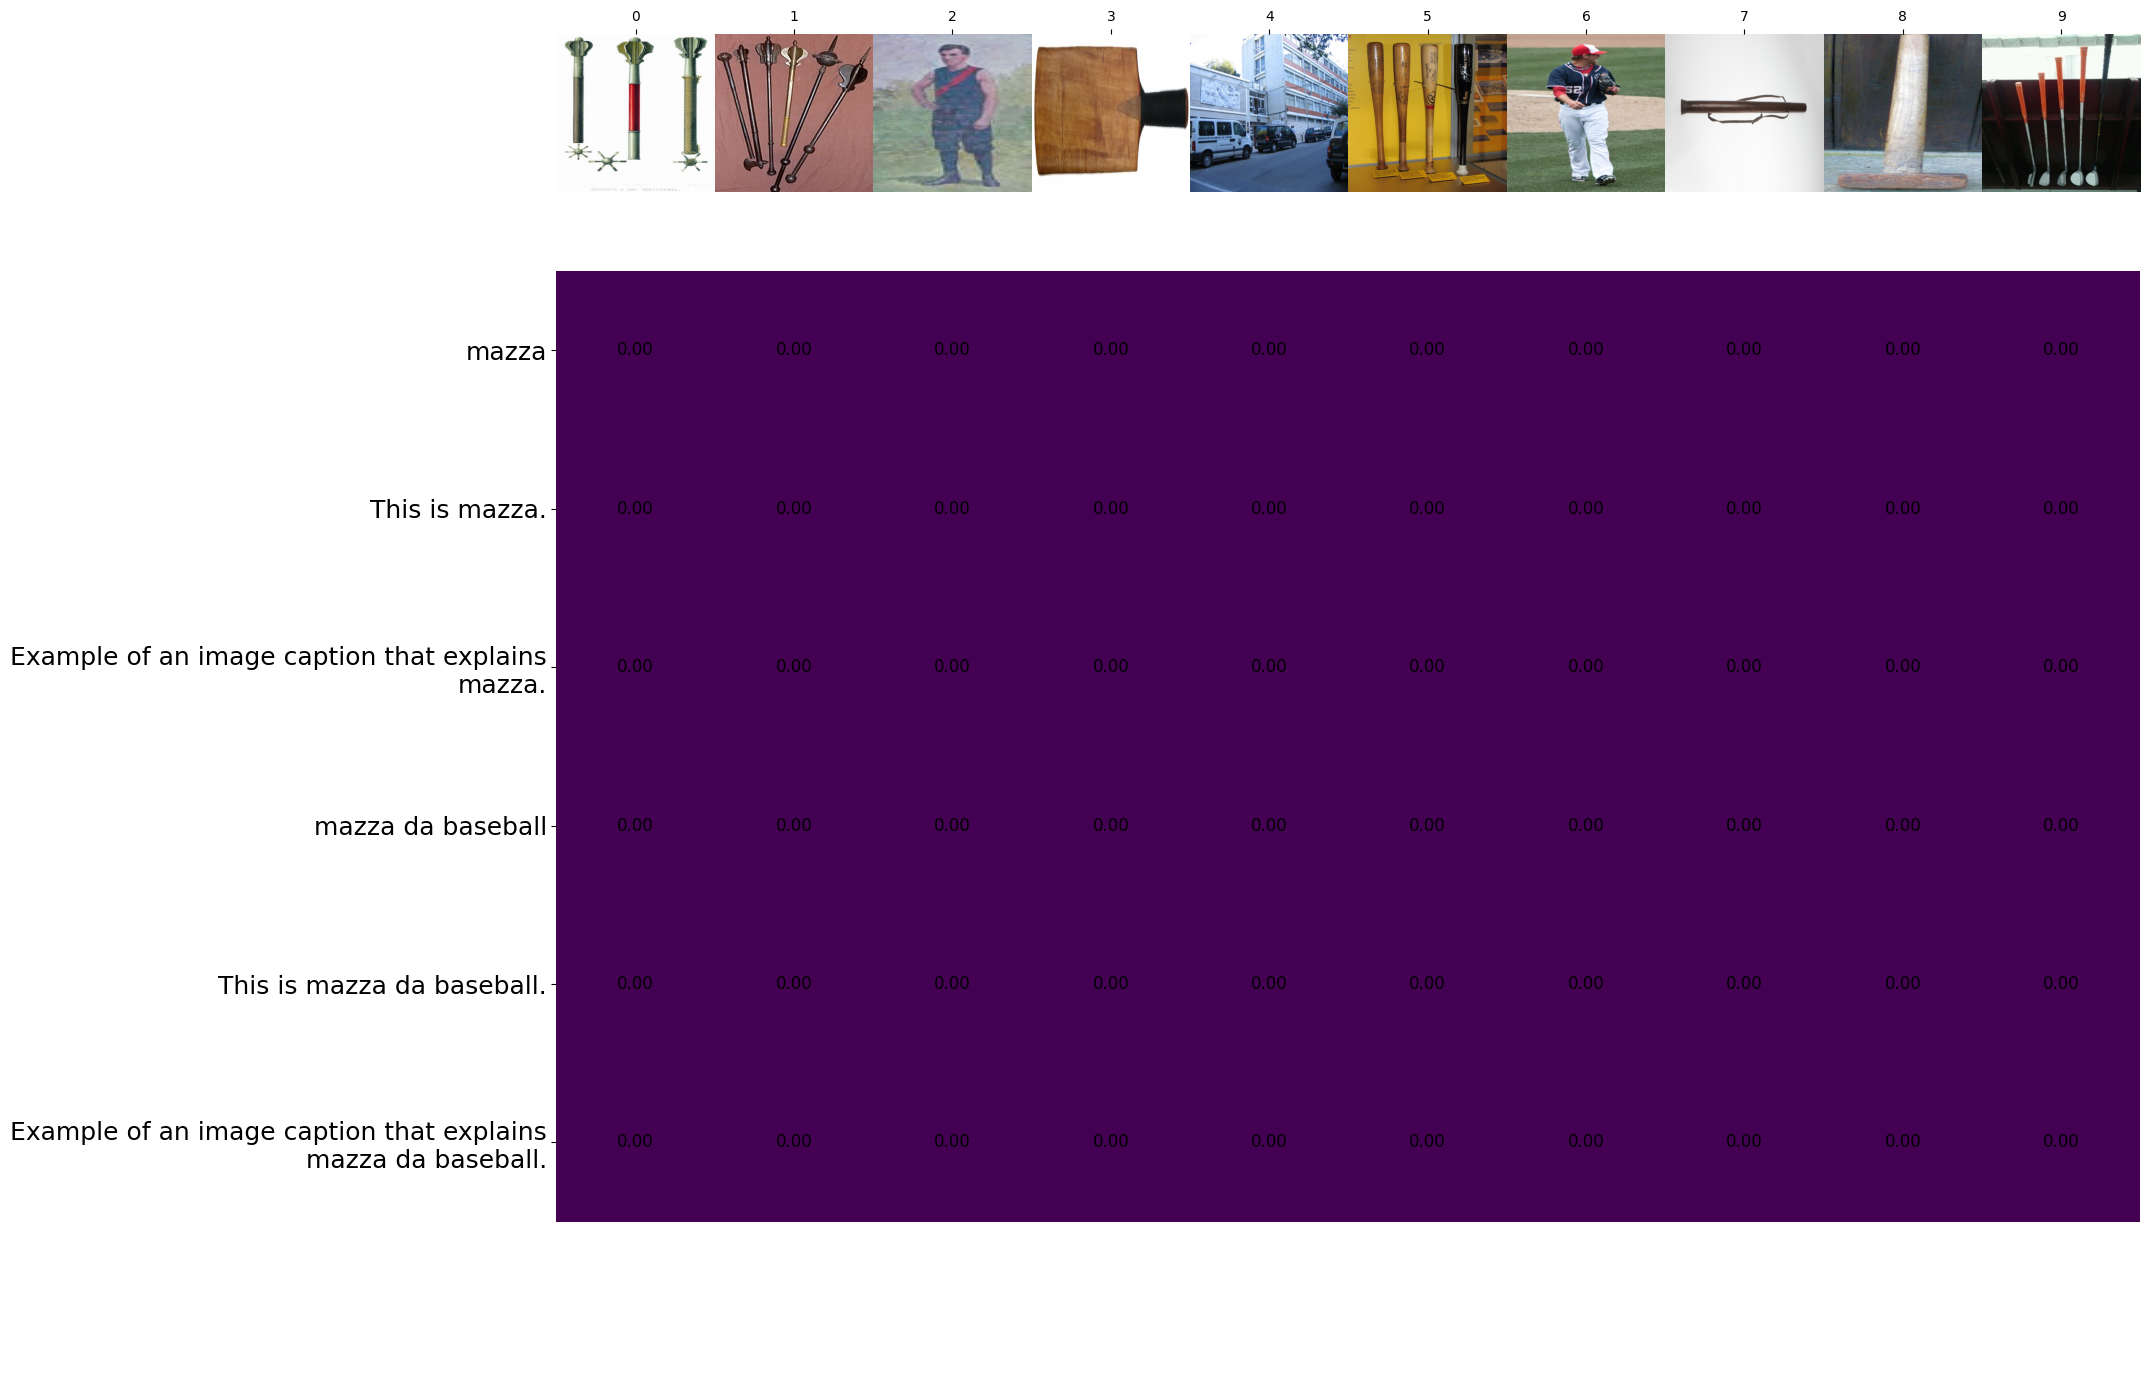 0 1 2 3 4 5 6 7 8 9
mazza 0.00 0.00 0.00 0.00 0.00 0.00 0.00 0.00 0.00 0.00
This is mazza. 0.00 0.00 0.00 0.00 0.00 0.00 0.00 0.00 0.00 0.00
Example of an image caption that explains
mazza. 0.00 0.00 0.00 0.00 0.00 0.00 0.00 0.00 0.00 0.00
mazza da baseball 0.00 0.00 0.00 0.00 0.00 0.00 0.00 0.00 0.00 0.00
This is mazza da baseball. 0.00 0.00 0.00 0.00 0.00 0.00 0.00 0.00 0.00 0.00
Example of an image caption that explains
mazza da baseball. 0.00 0.00 0.00 0.00 0.00 0.00 0.00 0.00 0.00 0.00